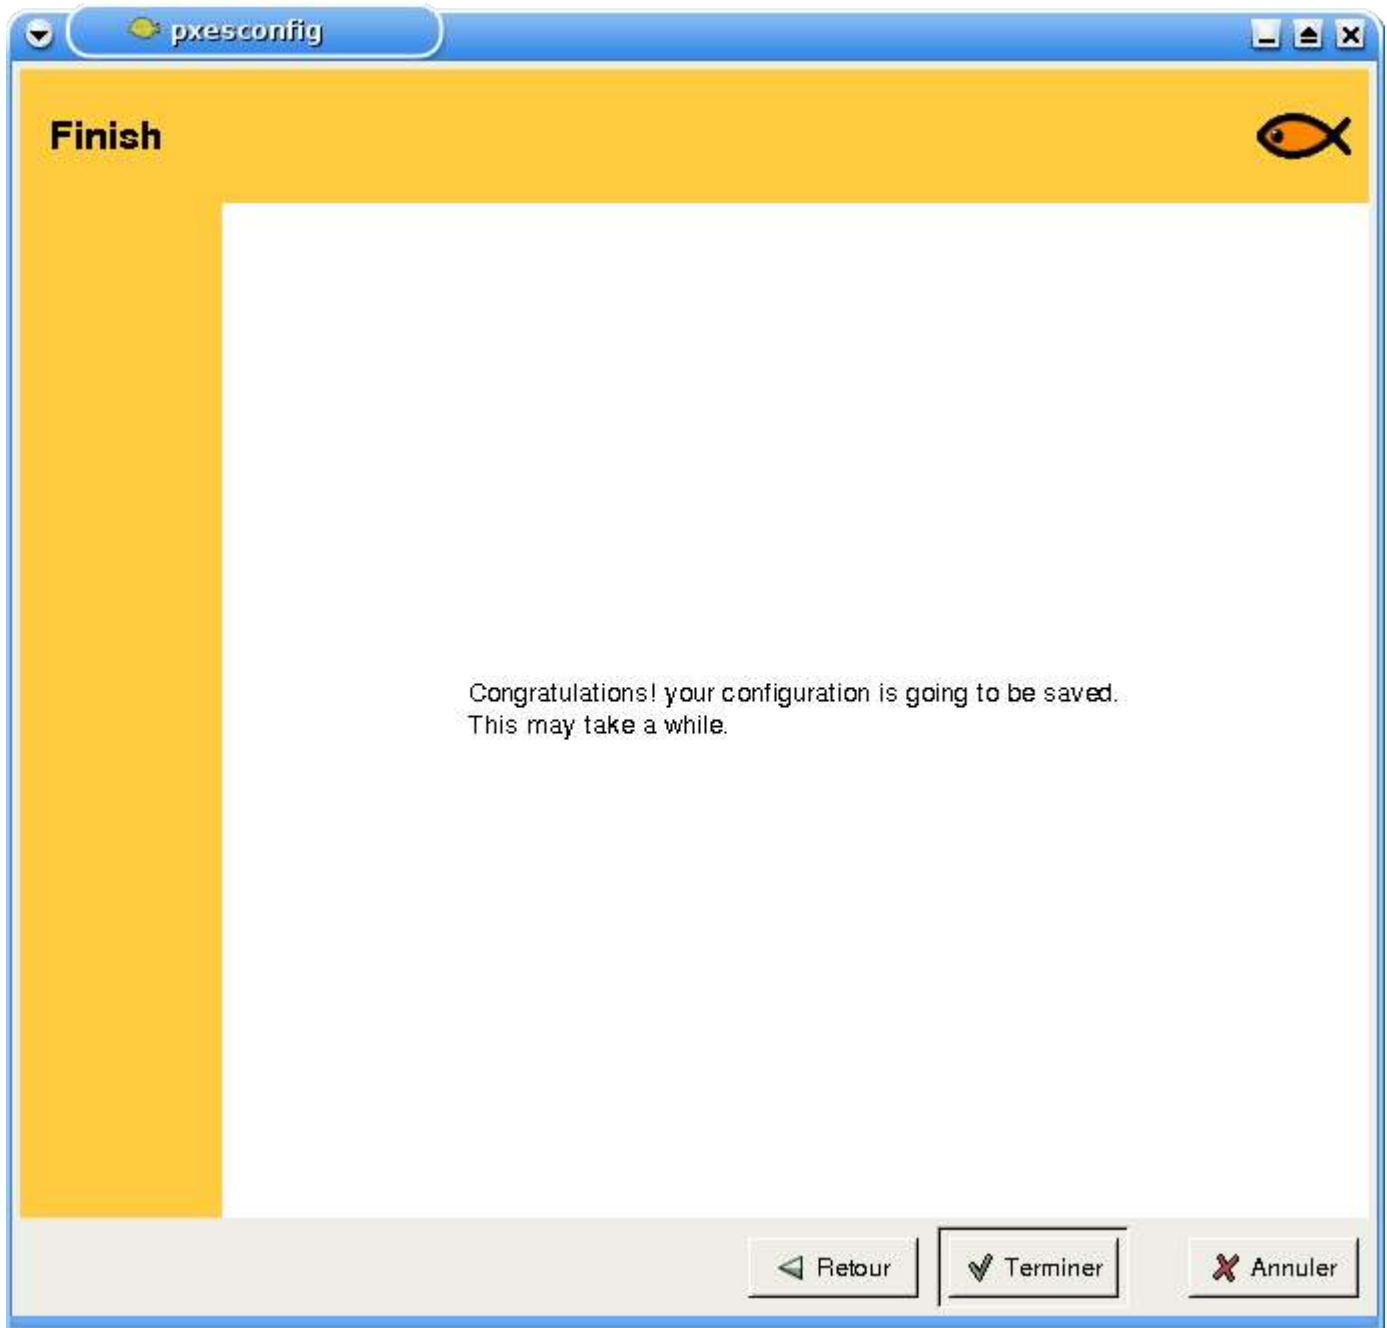 pxesconfig
Finish
Congratulations! your configuration is going to be saved.
This may take a while.
Retour
Terminer
Annuler